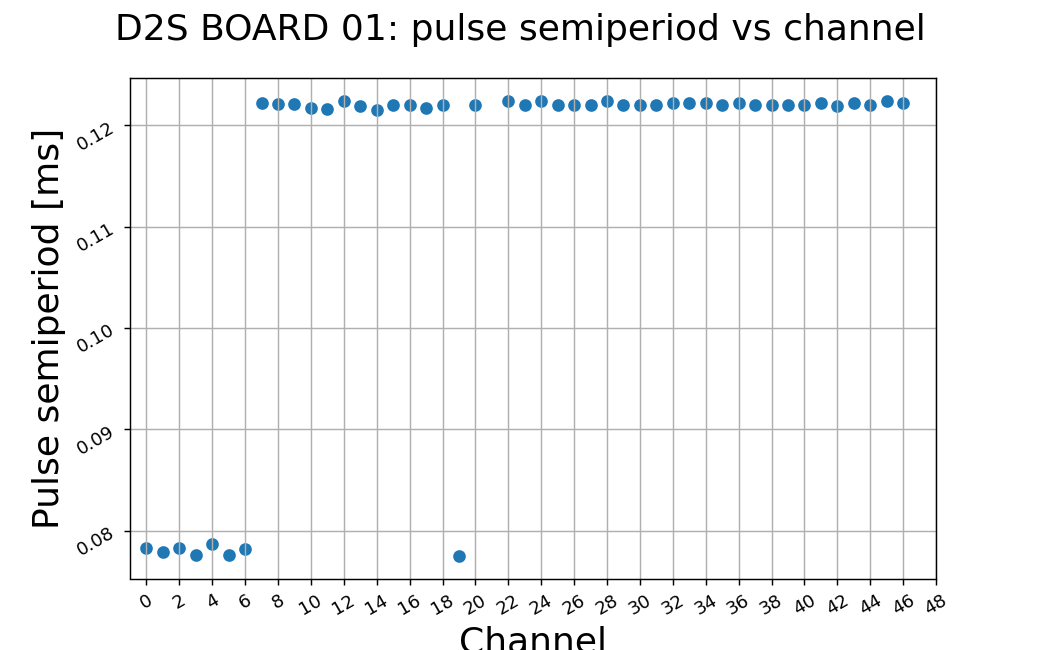 D2S BOARD 01: pulse semiperiod vs channel
Pulse semiperiod [ms]
0.12
0.11
0.10
0.09
0.08
0 2 4 6 8 10 12 14 16 18 20 22 24 26 28 30 32 34 36 38 40 42 44 46 48
Channel